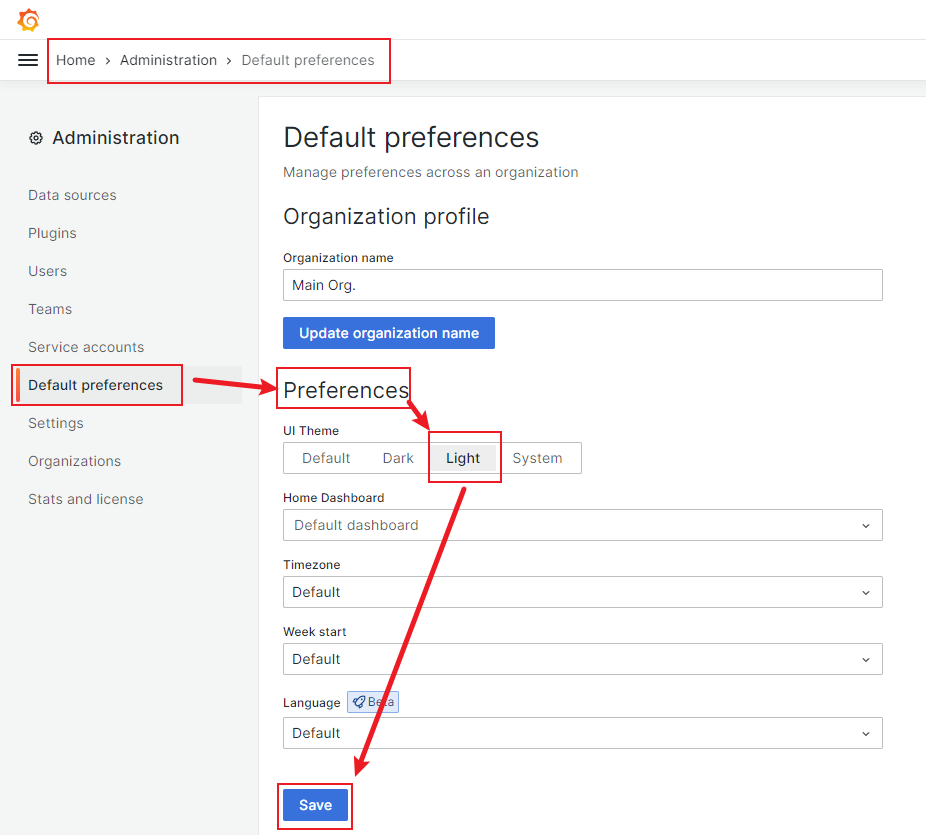 Home › Administration › Default preferences
Administration
Data sources
Plugins
Users
Teams
Service accounts
Default preferences
Settings
Organizations
Stats and license
Default preferences
Manage preferences across an organization
Organization profile
Organization name
Main Org.
Update organization name
Preferences
UI Theme
Default Dark Light System
Home Dashboard
Default dashboard
Timezone
Default
Week start
Default
Language Beta
Default
Save